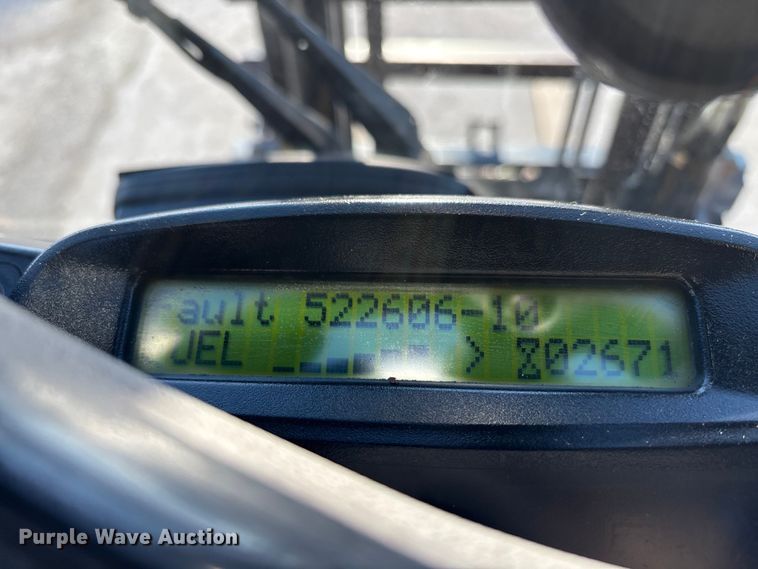 ault 522606-10
JEL > 02671
Purple Wave Auction